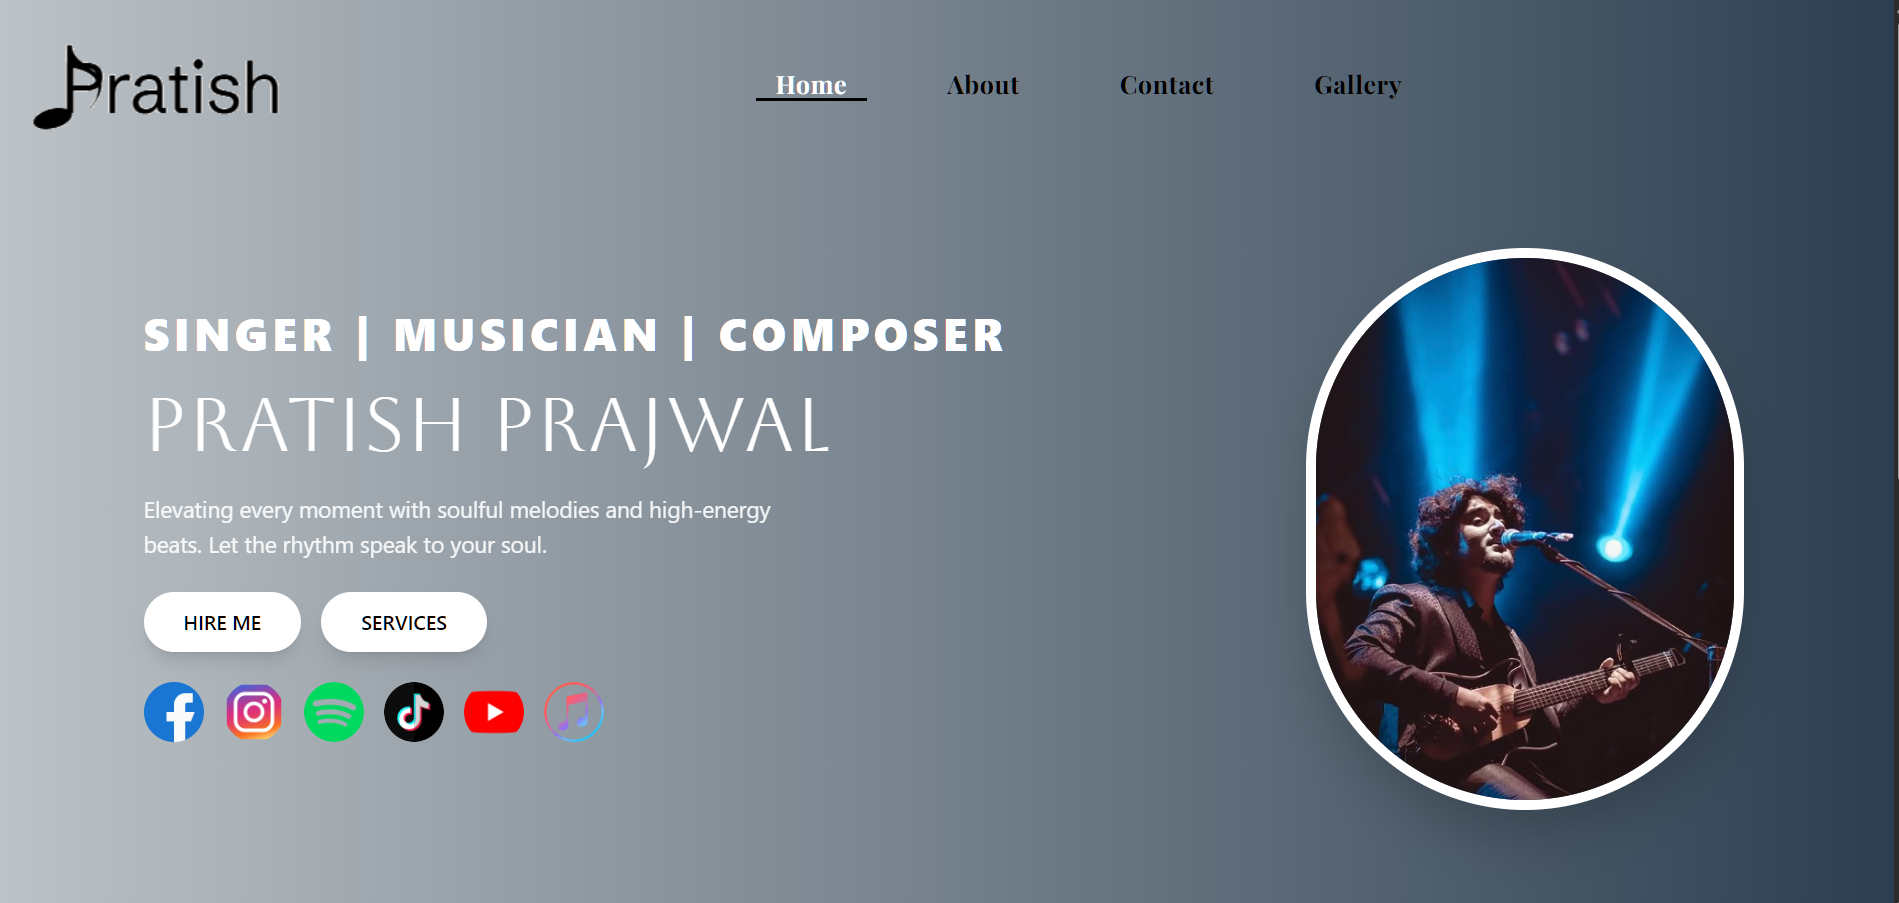 Pratish
Home About Contact Gallery
SINGER | MUSICIAN | COMPOSER
PRATISH PRAJWAL
Elevating every moment with soulful melodies and high-energy
beats. Let the rhythm speak to your soul.
HIRE ME SERVICES